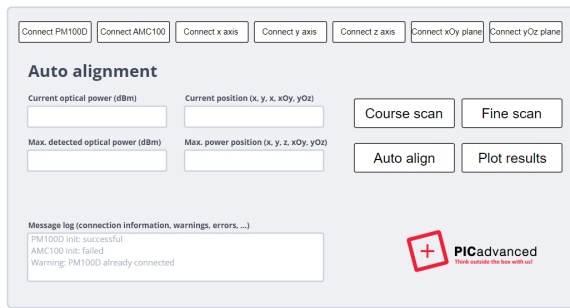 Connect PM100D Connect AMC100 Connect x axis Connect y axis Connect z axis Connect xOy plane Connect yOz plane
Auto alignment
Current optical power (dBm) Current position (x, y, x, xOy, yOz)
Course scan Fine scan
Max. detected optical power (dBm) Max. power position (x, y, z, xOy, yOz)
Auto align Plot results
Message log (connection information, warnings, errors, ...)
PM100D init: successful
AMC100 init: failed
Warning: PM100D already connected
PICadvanced
Think outside the box with us!